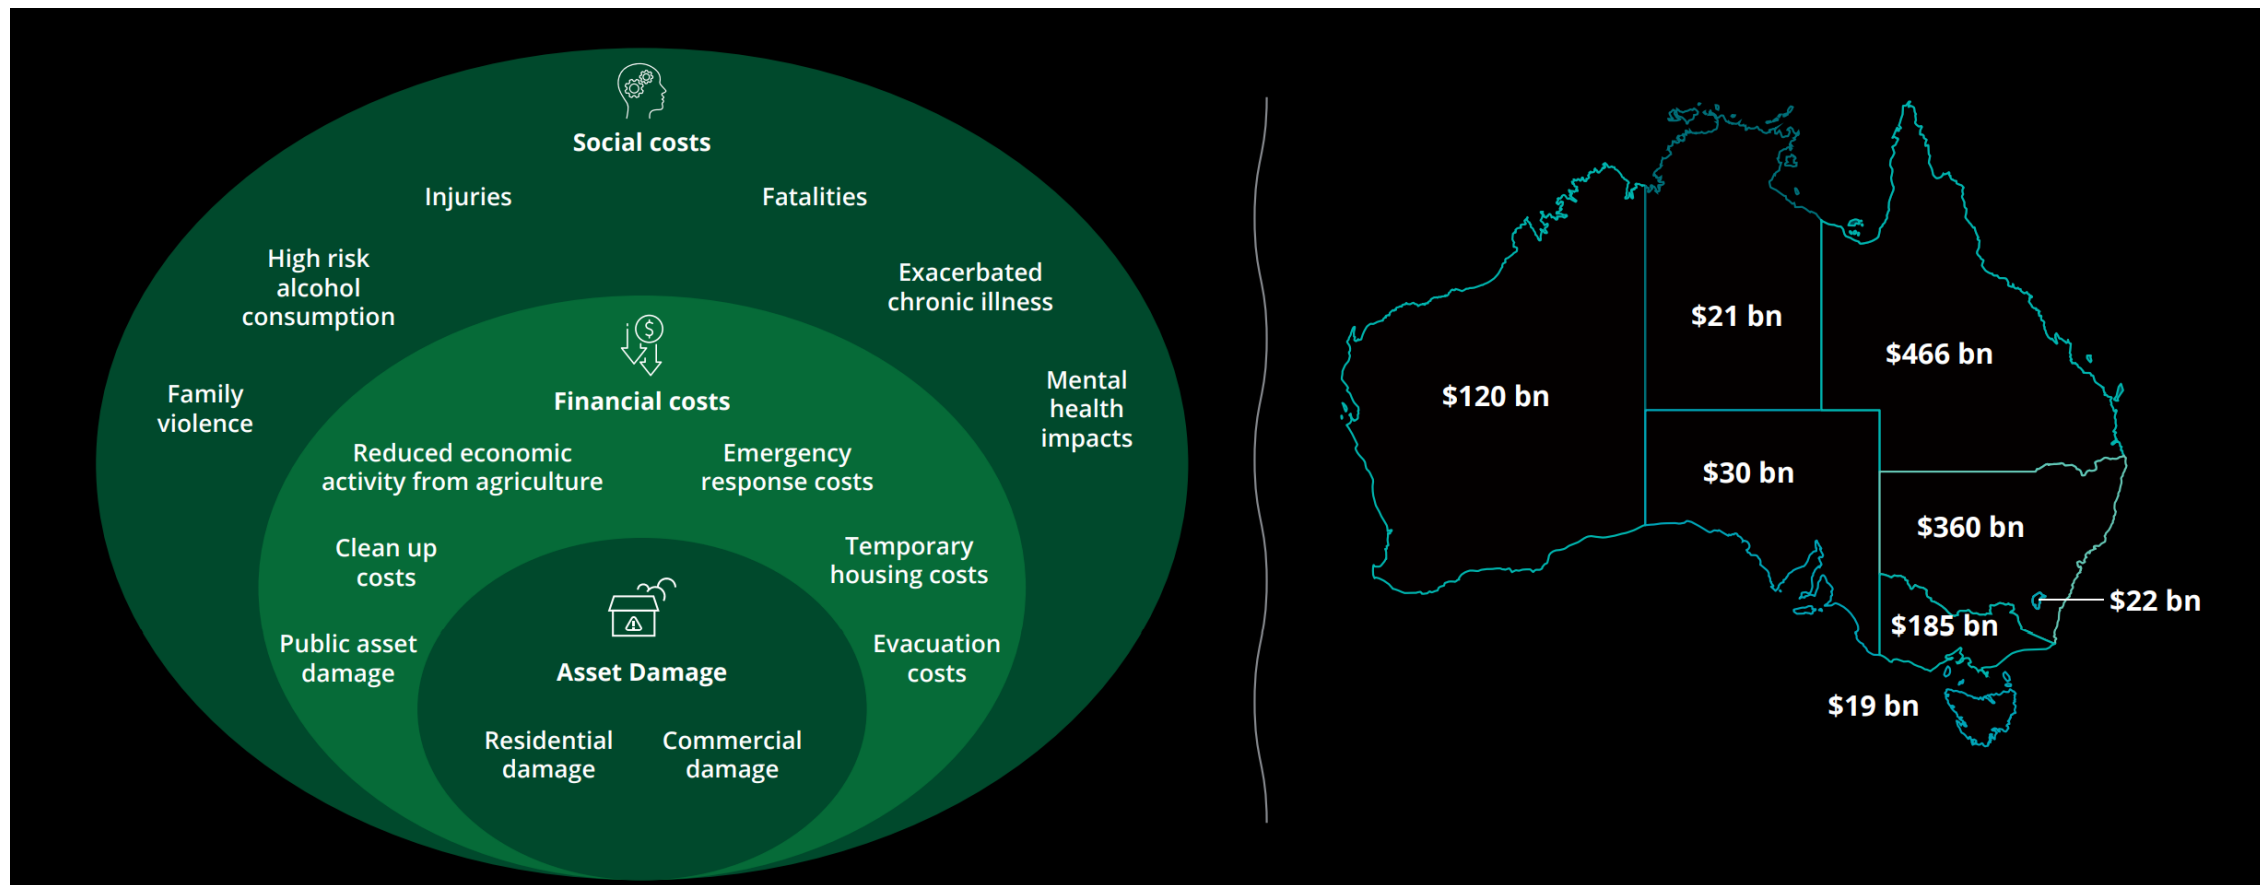 Social costs
Injuries
Fatalities
High risk
alcohol
consumption
Exacerbated
chronic illness
Family
violence
Mental
health
impacts
$
Financial costs
Reduced economic
activity from agriculture
Emergency
response costs
Clean up
costs
Temporary
housing costs
Public asset
damage
Evacuation
costs
Asset Damage
Residential
damage
Commercial
damage
$120 bn
$21 bn
$466 bn
$30 bn
$360 bn
$22 bn
$185 bn
$19 bn